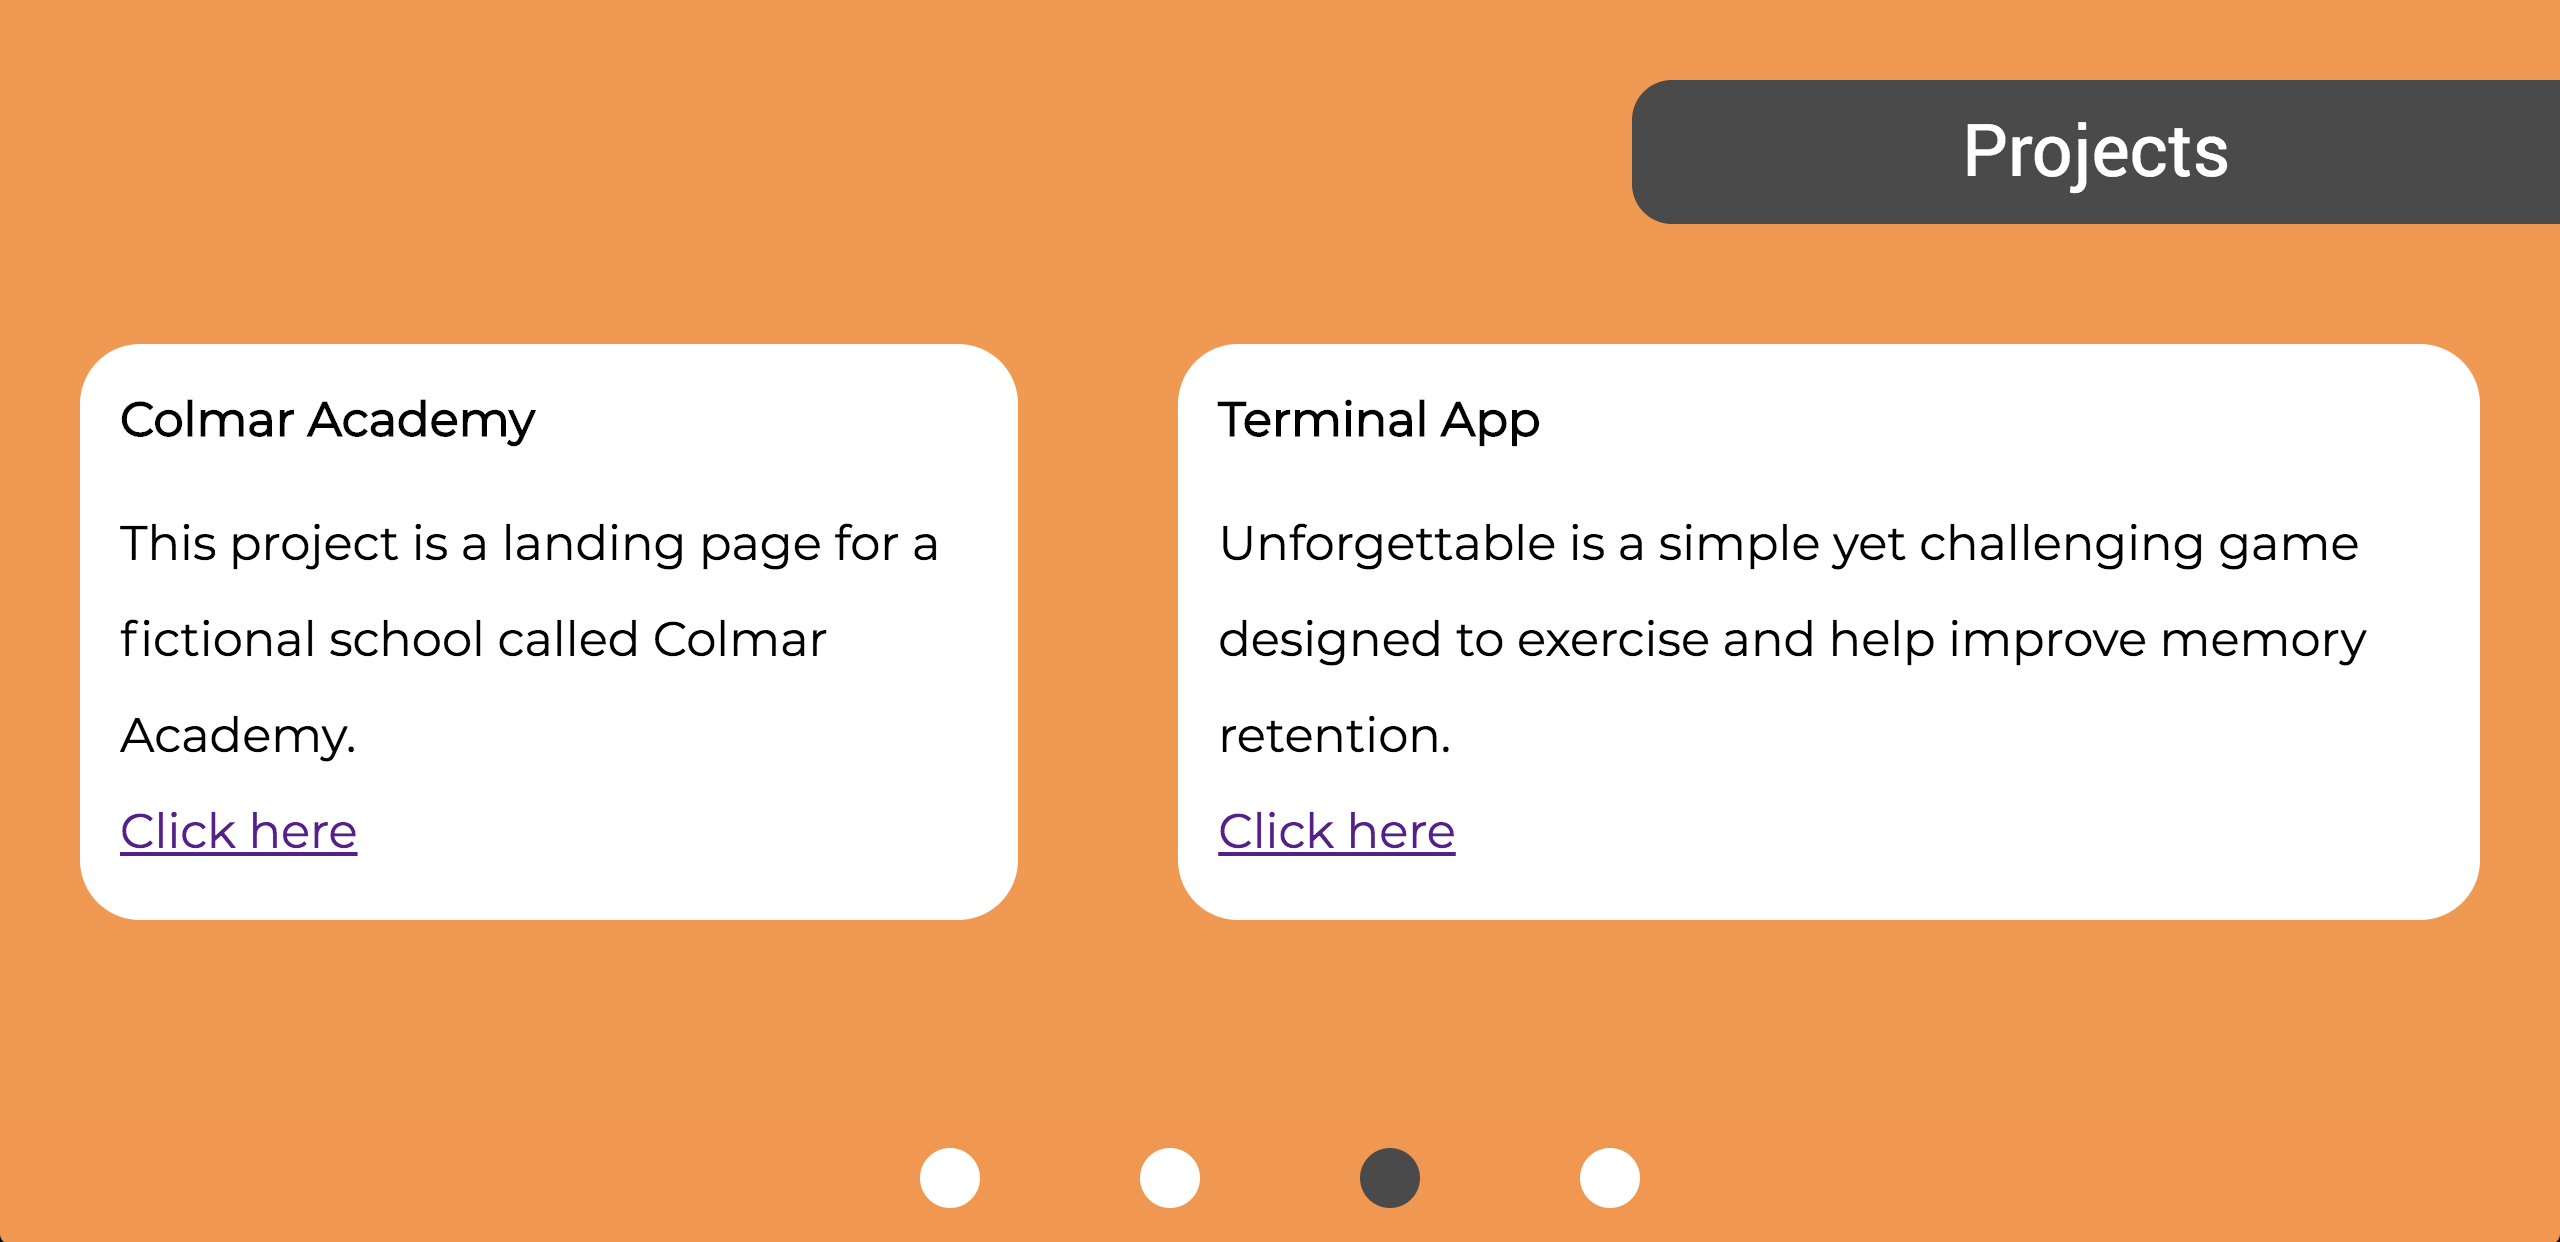 Projects
Colmar Academy
This project is a landing page for a
fictional school called Colmar
Academy.
Click here
Terminal App
Unforgettable is a simple yet challenging game
designed to exercise and help improve memory
retention.
Click here